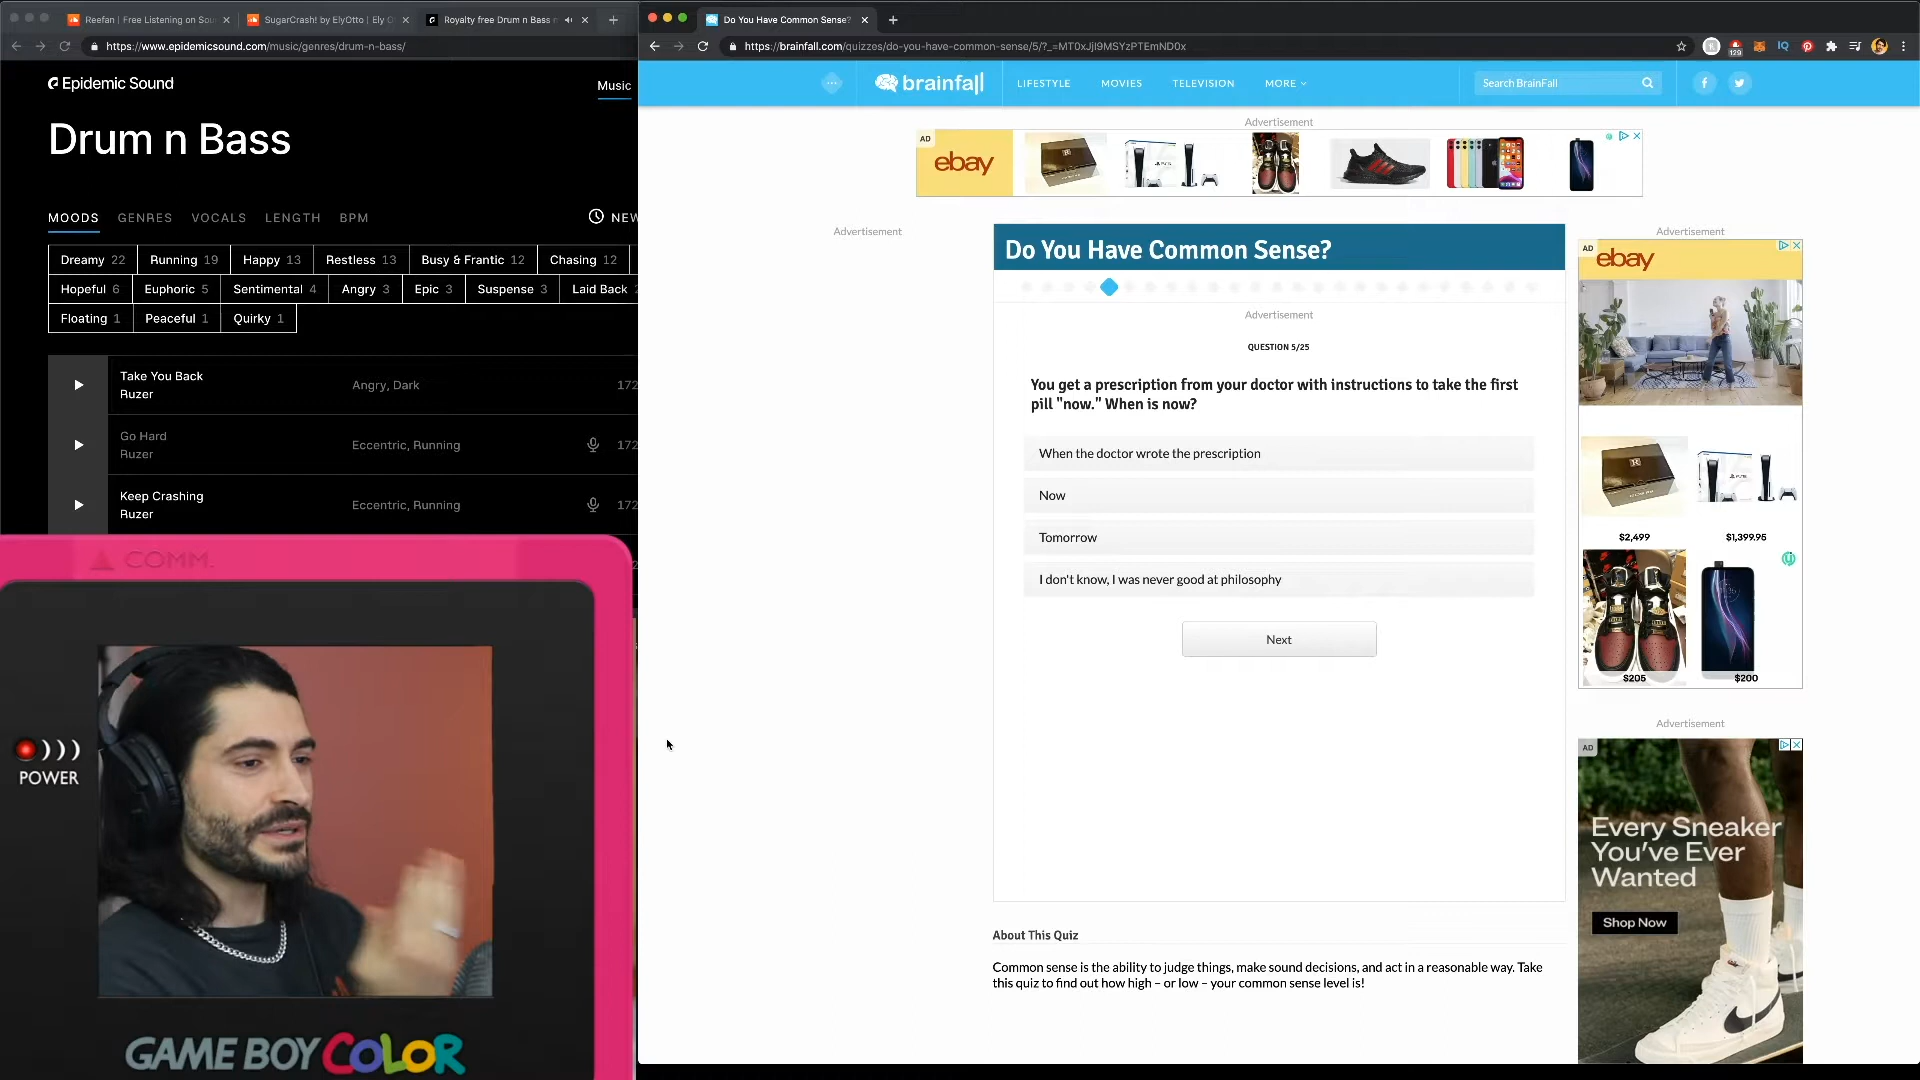 Reefan | Free Listening on Sou
SugarCrash! by ElyOtto | Ely O
Royalty free Drum n Bass
https://www.epidemicsound.com/music/genres/drum-n-bass/
Epidemic Sound
Music
Drum n Bass
MOODS GENRES VOCALS LENGTH BPM
NEW
Dreamy 22 Running 19 Happy 13 Restless 13 Busy & Frantic 12 Chasing 12
Hopeful 6 Euphoric 5 Sentimental 4 Angry 3 Epic 3 Suspense 3 Laid Back
Floating 1 Peaceful 1 Quirky 1
Take You Back
Ruzer
Angry, Dark
172
Go Hard
Ruzer
Eccentric, Running
172
Keep Crashing
Ruzer
Eccentric, Running
172
COMM.
POWER
GAME BOY COLOR
Do You Have Common Sense?
https://brainfall.com/quizzes/do-you-have-common-sense/5/?_=MT0xJjI9MSYzPTEmND0x
129
IQ
brainfall
LIFESTYLE MOVIES TELEVISION MORE
Search BrainFall
Advertisement
AD
ebay
Advertisement
Do You Have Common Sense?
Advertisement
QUESTION 5/25
You get a prescription from your doctor with instructions to take the first
pill "now." When is now?
When the doctor wrote the prescription
Now
Tomorrow
I don't know, I was never good at philosophy
Next
About This Quiz
Common sense is the ability to judge things, make sound decisions, and act in a reasonable way. Take
this quiz to find out how high – or low – your common sense level is!
Advertisement
AD
ebay
$2,499
$1,399.95
$205
$200
Advertisement
AD
Every Sneaker
You've Ever
Wanted
Shop Now